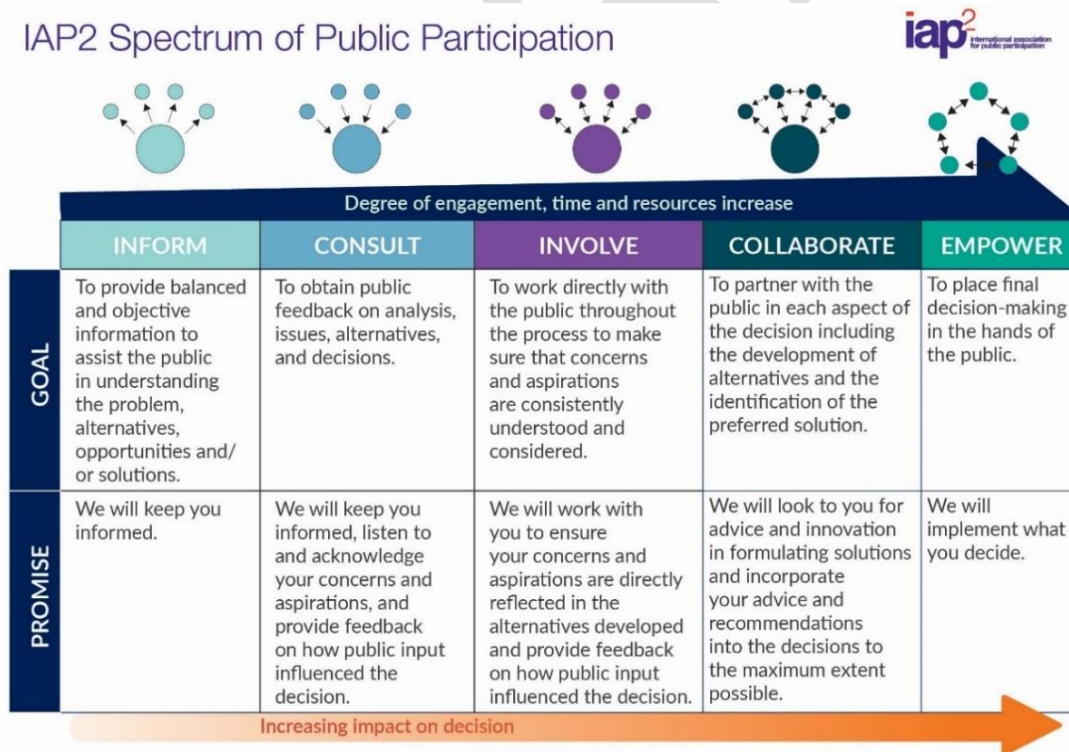 IAP2 Spectrum of Public Participation
iap2
international association
for public participation
Degree of engagement, time and resources increase
INFORM
CONSULT
INVOLVE
COLLABORATE
EMPOWER
GOAL
To provide balanced
and objective
information to
assist the public
in understanding
the problem,
alternatives,
opportunities and/
or solutions.
To obtain public
feedback on analysis,
issues, alternatives,
and decisions.
To work directly with
the public throughout
the process to make
sure that concerns
and aspirations
are consistently
understood and
considered.
To partner with the
public in each aspect of
the decision including
the development of
alternatives and the
identification of the
preferred solution.
To place final
decision-making
in the hands of
the public.
PROMISE
We will keep you
informed.
We will keep you
informed, listen to
and acknowledge
your concerns and
aspirations, and
provide feedback
on how public input
influenced the
decision.
We will work with
you to ensure
your concerns and
aspirations are directly
reflected in the
alternatives developed
and provide feedback
on how public input
influenced the decision.
We will look to you for
advice and innovation
in formulating solutions
and incorporate
your advice and
recommendations
into the decisions to
the maximum extent
possible.
We will
implement what
you decide.
Increasing impact on decision